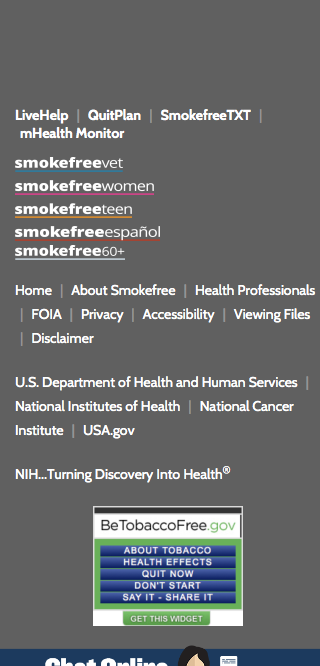 LiveHelp | QuitPlan | SmokefreeTXT |
mHealth Monitor
smokefreevet
smokefreewomen
smokefreeteen
smokefreeespañol
smokefree60+
Home | About Smokefree | Health Professionals
| FOIA | Privacy | Accessibility | Viewing Files
| Disclaimer
U.S. Department of Health and Human Services |
National Institutes of Health | National Cancer
Institute | USA.gov
NIH...Turning Discovery Into Health®
BeTobaccoFree.gov
ABOUT TOBACCO
HEALTH EFFECTS
QUIT NOW
DON'T START
SAY IT - SHARE IT
GET THIS WIDGET
Chat Online